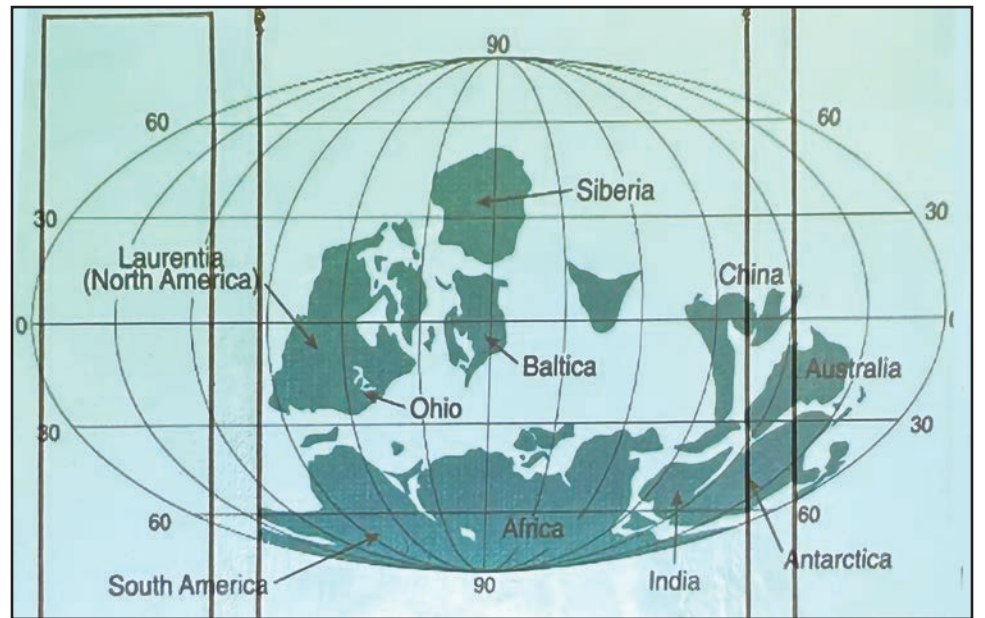 90
60
60
Siberia
30
30
Laurentia
(North America)
China
0
Baltica
Australia
Ohio
30
30
60
60
Africa
South America
India
Antarctica
90